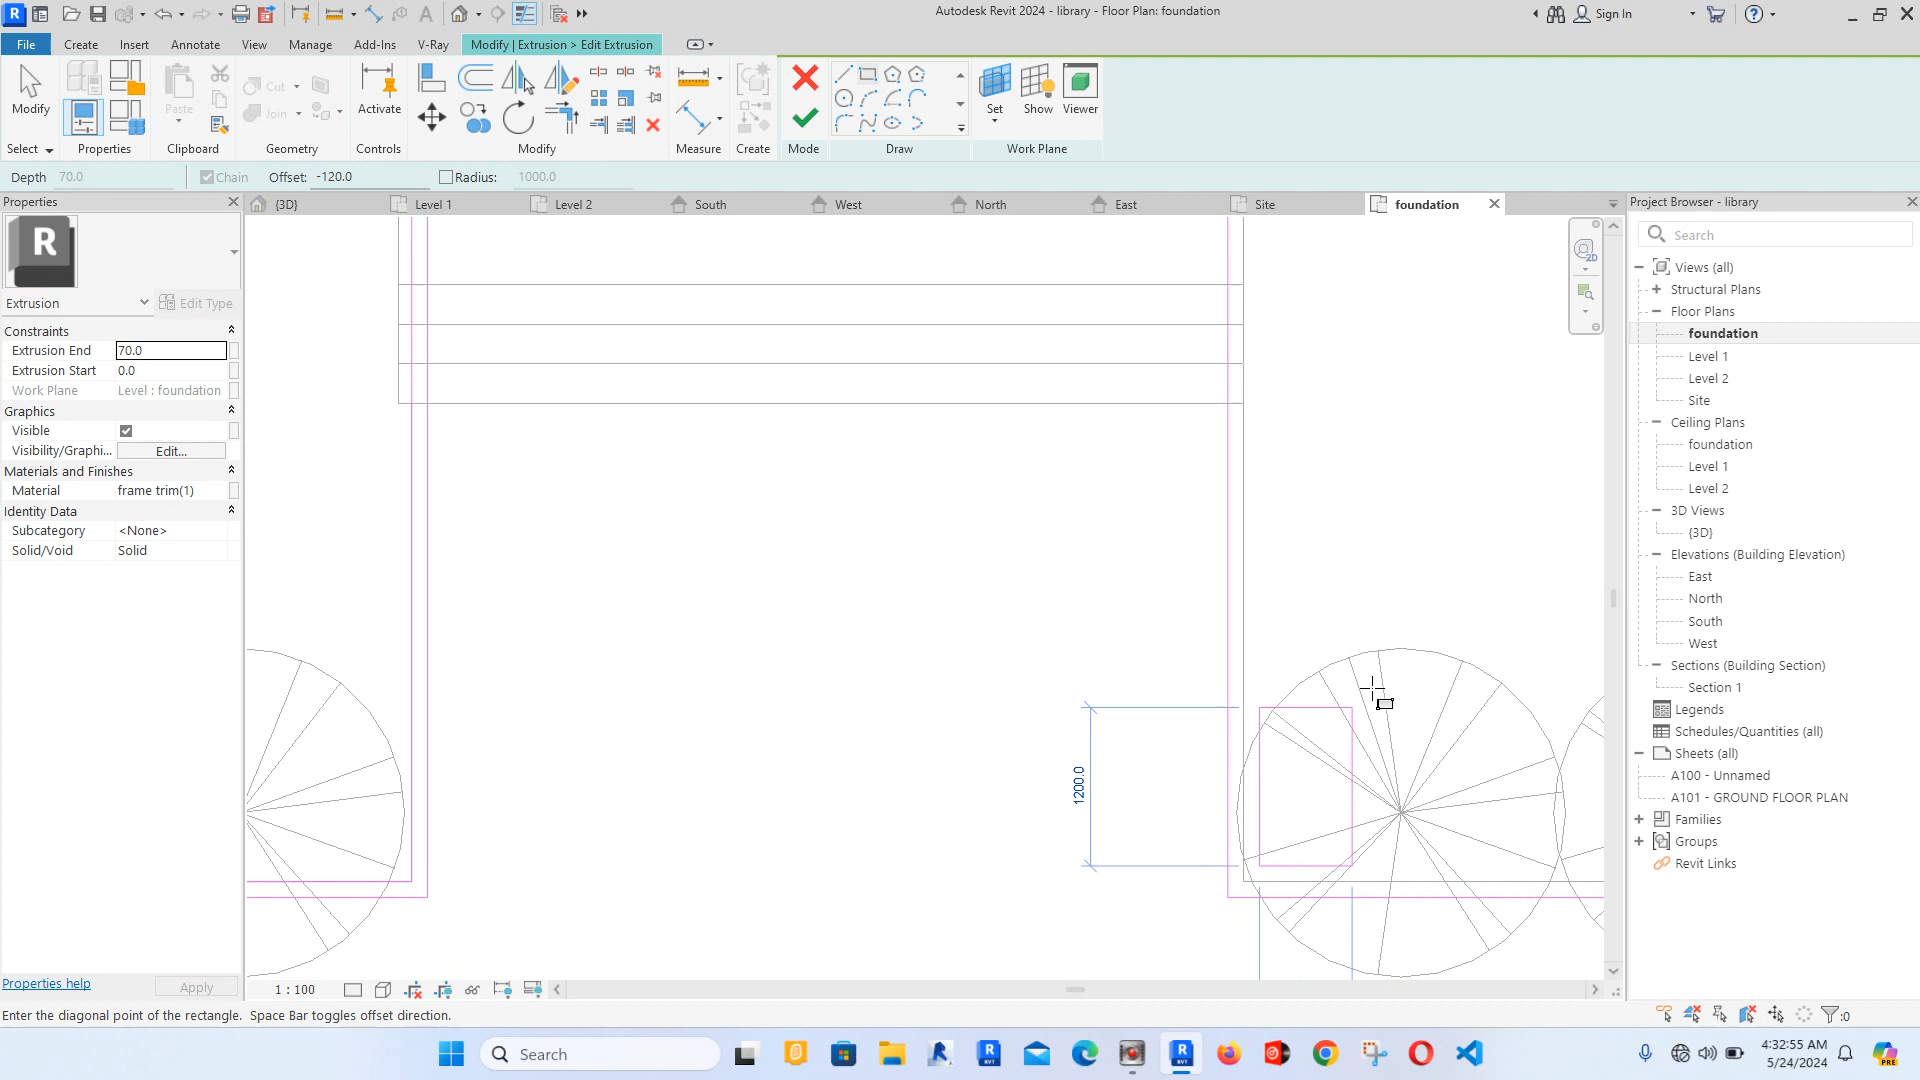 Autodesk Revit 2024 - library - Floor Plan: foundation
Sign In
File
Create
Insert
Annotate
View
Manage
Add-Ins
V-Ray
Modify | Extrusion > Edit Extrusion
Modify
Paste
Cut
Join
Activate
Set
Show
Viewer
Select
Properties
Clipboard
Geometry
Controls
Modify
Measure
Create
Mode
Draw
Work Plane
Depth
70.0
Chain
Offset:
-120.0
Radius:
1000.0
Properties
{3D}
Level 1
Level 2
South
West
North
East
Site
foundation
Project Browser - library
R
Extrusion
Edit Type
Constraints
Extrusion End 70.0
Extrusion Start 0.0
Work Plane Level : foundation
Graphics
Visible
Visibility/Graphi... Edit...
Materials and Finishes
Material frame trim(1)
Identity Data
Subcategory <None>
Solid/Void Solid
Properties help
Apply
1200.0
2D
Search
Views (all)
Structural Plans
Floor Plans
foundation
Level 1
Level 2
Site
Ceiling Plans
foundation
Level 1
Level 2
3D Views
{3D}
Elevations (Building Elevation)
East
North
South
West
Sections (Building Section)
Section 1
Legends
Schedules/Quantities (all)
Sheets (all)
A100 - Unnamed
A101 - GROUND FLOOR PLAN
Families
Groups
Revit Links
1 : 100
Enter the diagonal point of the rectangle. Space Bar toggles offset direction.
:0
Search
4:32:55 AM
5/24/2024